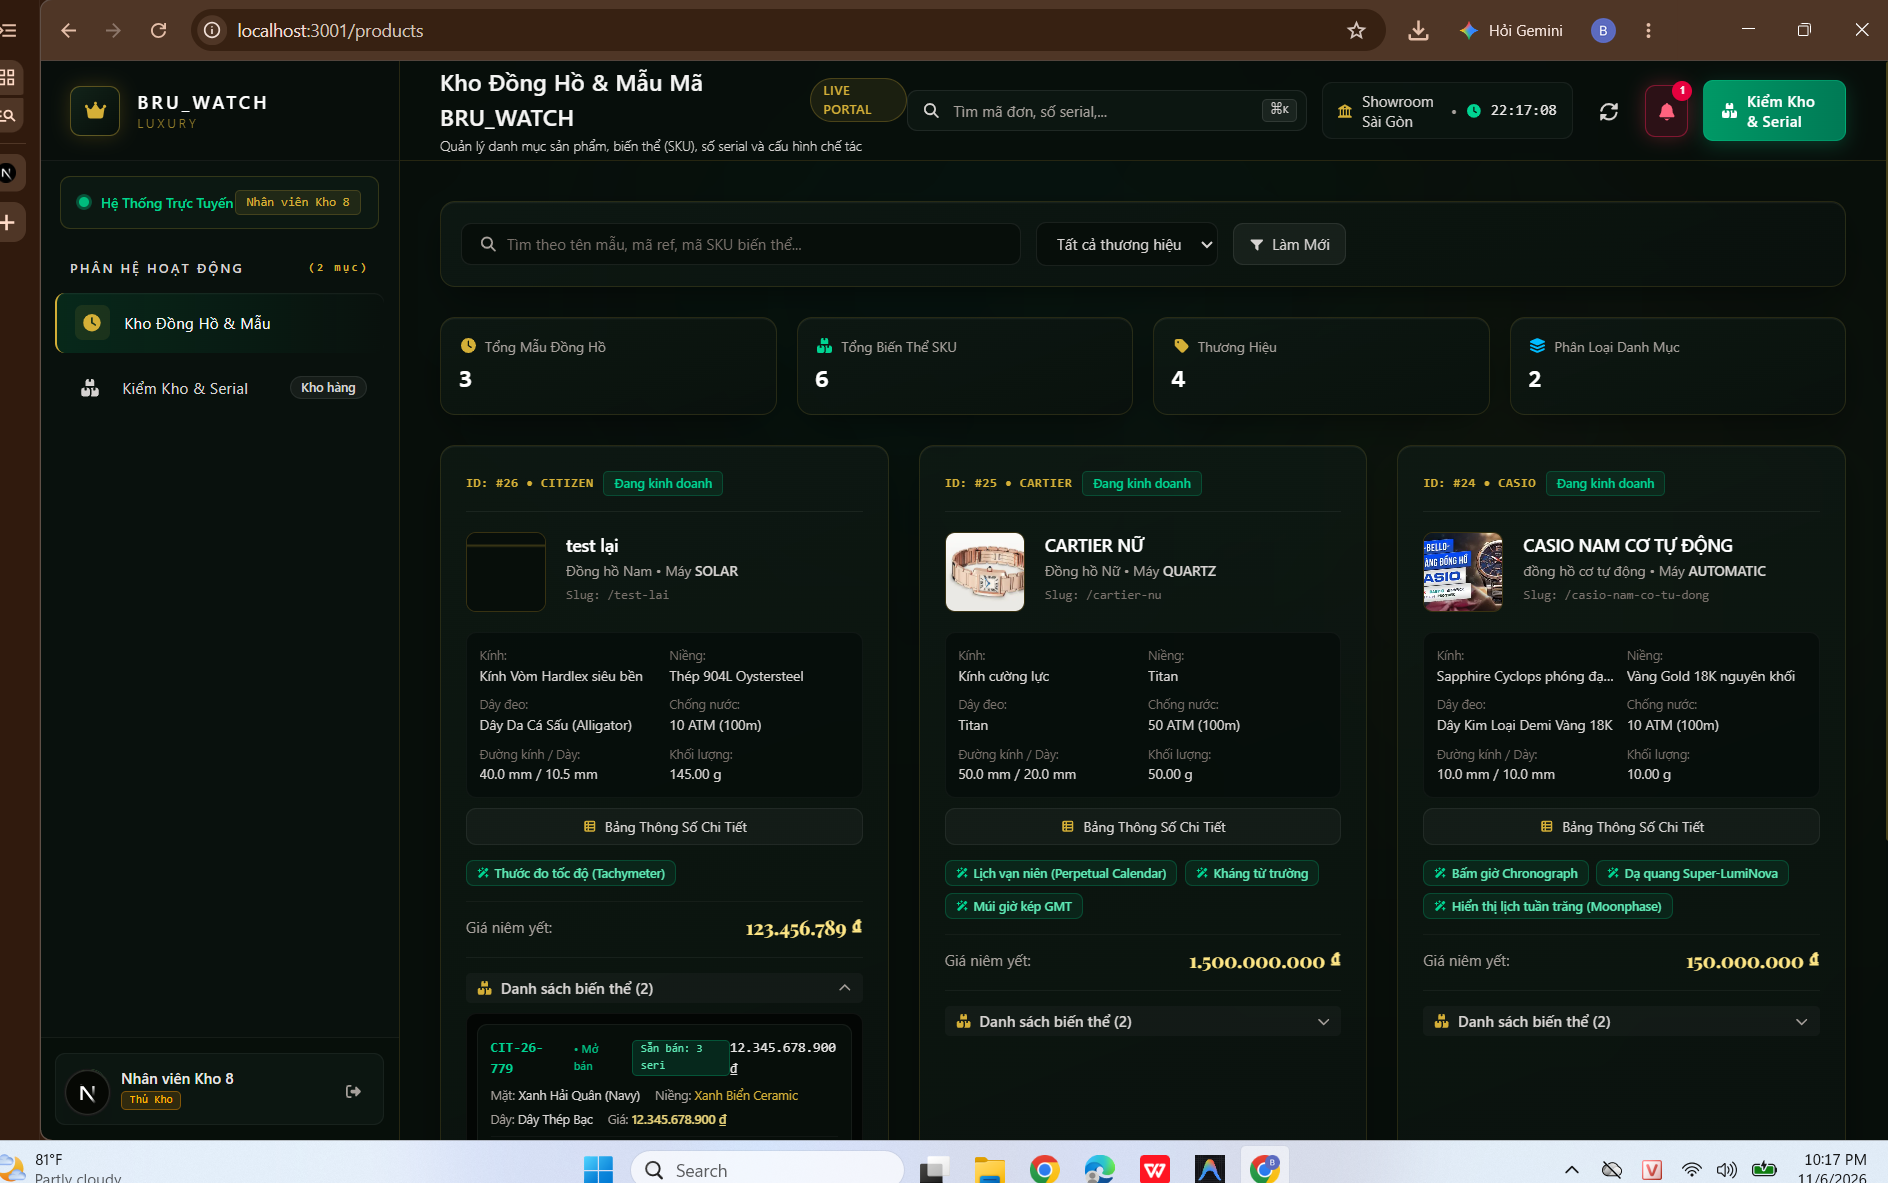 localhost:3001/products
Hỏi Gemini
B
BRU_WATCH
LUXURY
Kho Đồng Hồ & Mẫu Mã
BRU_WATCH
LIVE
PORTAL
Quản lý danh mục sản phẩm, biến thể (SKU), số serial và cấu hình chế tác
Tìm mã đơn, số serial,...
⌘K
Showroom
Sài Gòn
•
22:17:08
1
Kiểm Kho
& Serial
Hệ Thống Trực Tuyến
Nhân viên Kho 8
PHÂN HỆ HOẠT ĐỘNG
(2 mục)
Kho Đồng Hồ & Mẫu
Kiểm Kho & Serial
Kho hàng
Tìm theo tên mẫu, mã ref, mã SKU biến thể...
Tất cả thương hiệu
Làm Mới
Tổng Mẫu Đồng Hồ
3
Tổng Biến Thể SKU
6
Thương Hiệu
4
Phân Loại Danh Mục
2
ID: #26 • CITIZEN
Đang kinh doanh
test lại
Đồng hồ Nam • Máy SOLAR
Slug: /test-lai
Kính:
Kính Vòm Hardlex siêu bền
Niềng:
Thép 904L Oystersteel
Dây đeo:
Dây Da Cá Sấu (Alligator)
Chống nước:
10 ATM (100m)
Đường kính / Dày:
40.0 mm / 10.5 mm
Khối lượng:
145.00 g
Bảng Thông Số Chi Tiết
Thước đo tốc độ (Tachymeter)
Giá niêm yết:
123.456.789 ₫
Danh sách biến thể (2)
CIT-26-
779
• Mở
bán
Sẵn bán: 3
seri
12.345.678.900
₫
Mặt: Xanh Hải Quân (Navy)
Niềng: Xanh Biển Ceramic
Dây: Dây Thép Bạc
Giá: 12.345.678.900 ₫
ID: #25 • CARTIER
Đang kinh doanh
CARTIER NỮ
Đồng hồ Nữ • Máy QUARTZ
Slug: /cartier-nu
Kính:
Kính cường lực
Niềng:
Titan
Dây đeo:
Titan
Chống nước:
50 ATM (100m)
Đường kính / Dày:
50.0 mm / 20.0 mm
Khối lượng:
50.00 g
Bảng Thông Số Chi Tiết
Lịch vạn niên (Perpetual Calendar)
Kháng từ trường
Múi giờ kép GMT
Giá niêm yết:
1.500.000.000 ₫
Danh sách biến thể (2)
ID: #24 • CASIO
Đang kinh doanh
-BELLO-
ÀNG ĐỒNG HỒ
ASIO
CASIO NAM CƠ TỰ ĐỘNG
đồng hồ cơ tự động • Máy AUTOMATIC
Slug: /casio-nam-co-tu-dong
Kính:
Sapphire Cyclops phóng đạ...
Niềng:
Vàng Gold 18K nguyên khối
Dây đeo:
Dây Kim Loại Demi Vàng 18K
Chống nước:
10 ATM (100m)
Đường kính / Dày:
10.0 mm / 10.0 mm
Khối lượng:
10.00 g
Bảng Thông Số Chi Tiết
Bấm giờ Chronograph
Dạ quang Super-LumiNova
Hiển thị lịch tuần trăng (Moonphase)
Giá niêm yết:
150.000.000 ₫
Danh sách biến thể (2)
N
Nhân viên Kho 8
Thủ Kho
81°F
Partly cloudy
Search
10:17 PM
11/6/2026